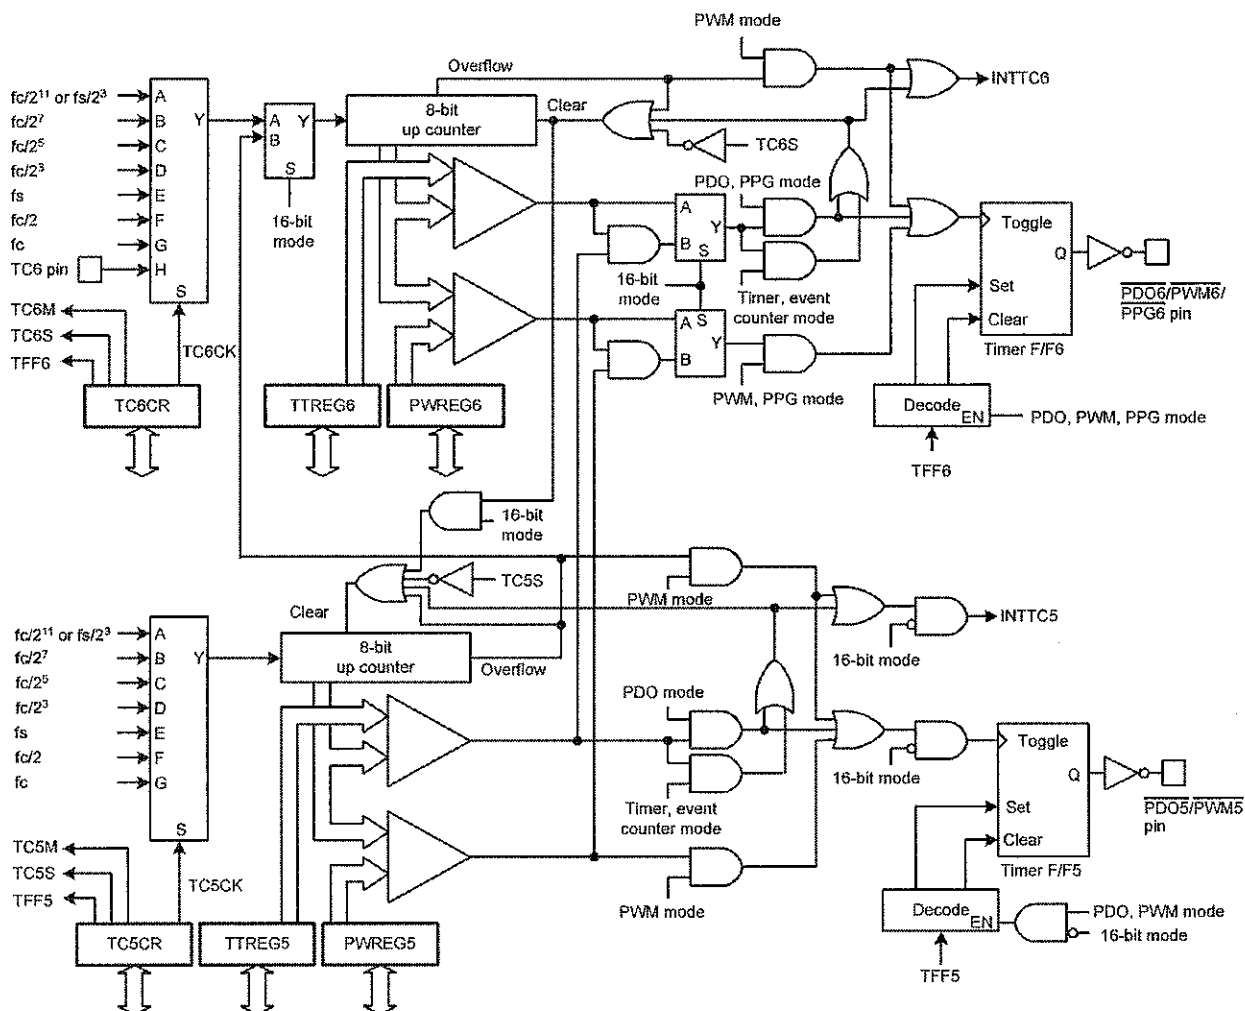 PWM mode
Overflow
INTTC6
fc/2¹¹ or fs/2³
fc/2⁷
fc/2⁵
fc/2³
fs
fc/2
fc
TC6 pin
A
B
C
D
E
F
G
H
Y
S
A
B
Y
S
16-bit
mode
8-bit
up counter
Clear
TC6S
PDO, PPG mode
A
B
Y
S
16-bit
mode
Timer, event
counter mode
S
A
B
Y
PWM, PPG mode
Toggle
Q
Set
Clear
Timer F/F6
PDO6/PWM6/
PPG6 pin
TC6M
TC6S
TFF6
TC6CK
TC6CR
TTREG6
PWREG6
Decode
EN
PDO, PWM, PPG mode
TFF6
16-bit
mode
TC5S
PWM mode
INTTC5
16-bit mode
Clear
fc/2¹¹ or fs/2³
fc/2⁷
fc/2⁵
fc/2³
fs
fc/2
fc
A
B
C
D
E
F
G
Y
S
8-bit
up counter
Overflow
PDO mode
Timer, event
counter mode
16-bit mode
Toggle
Q
Set
Clear
Timer F/F5
PDO5/PWM5
pin
TC5M
TC5S
TFF5
TC5CK
PWM mode
TC5CR
TTREG5
PWREG5
Decode
EN
PDO, PWM mode
16-bit mode
TFF5